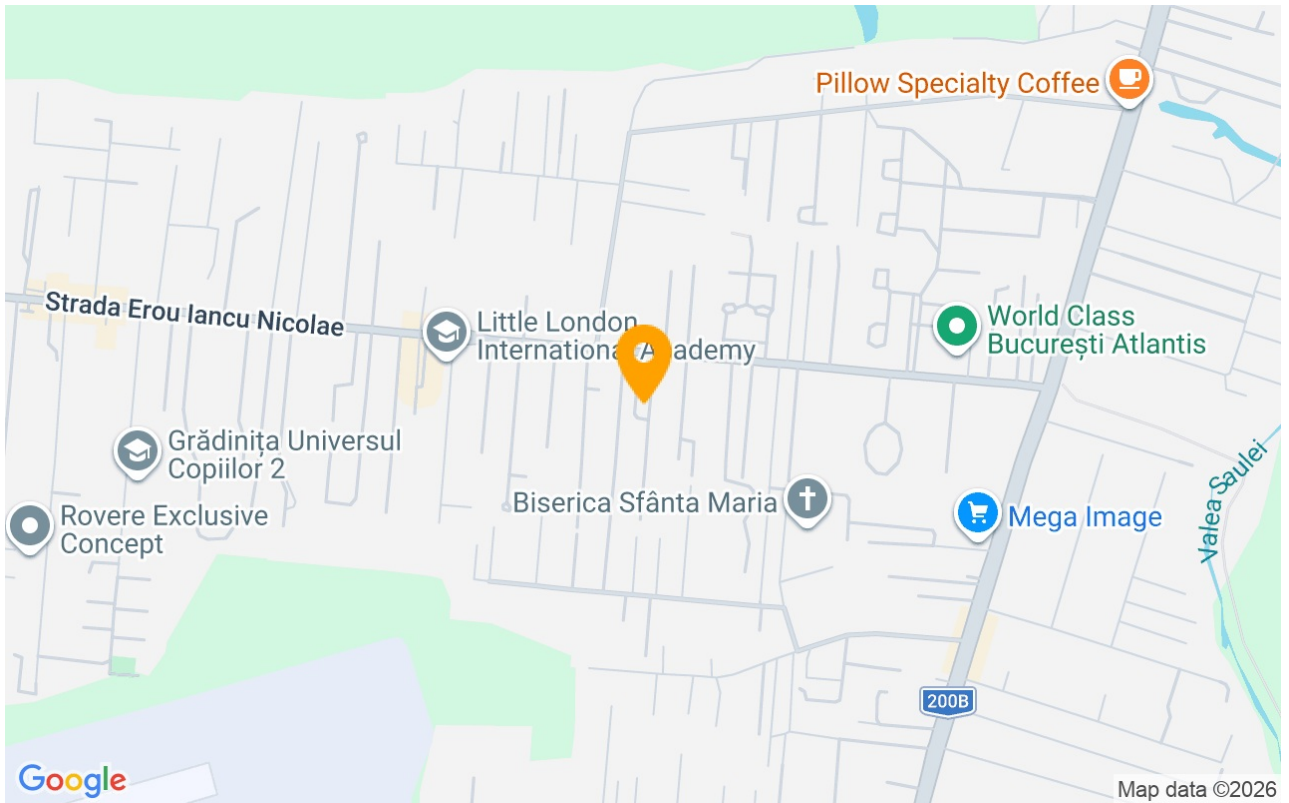 Pillow Specialty Coffee
Strada Erou Iancu Nicolae
Little London
International Academy
World Class
București Atlantis
Grădinița Universul
Copiilor 2
Biserica Sfânta Maria
Rovere Exclusive
Concept
Mega Image
Valea Saulei
200B
Google
Map data ©2026